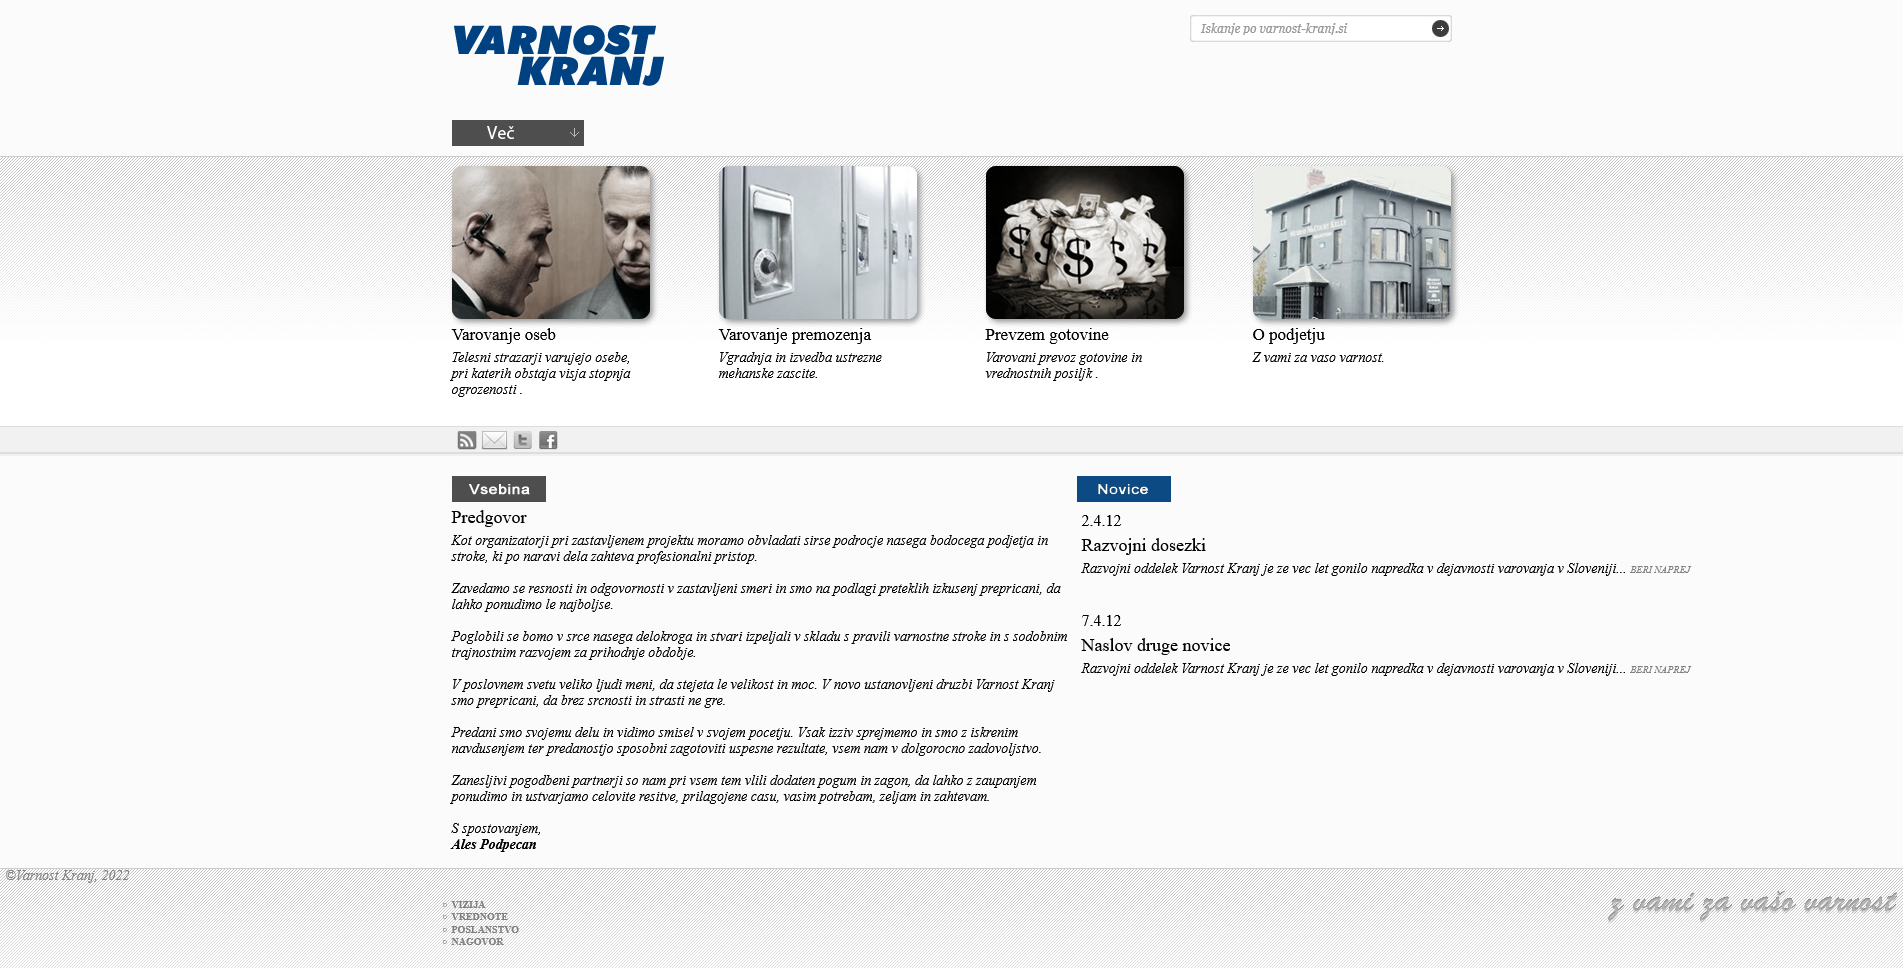 VARNOST
KRANJ
Iskanje po varnost-kranj.si
Več
Varovanje oseb
Telesni strazarji varujejo osebe,
pri katerih obstaja visja stopnja
ogrozenosti .
Varovanje premozenja
Vgradnja in izvedba ustrezne
mehanske zascite.
Prevzem gotovine
Varovani prevoz gotovine in
vrednostnih posiljk .
O podjetju
Z vami za vaso varnost.
Vsebina
Predgovor
Kot organizatorji pri zastavljenem projektu moramo obvladati sirse podrocje nasega bodocega podjetja in
stroke, ki po naravi dela zahteva profesionalni pristop.
Zavedamo se resnosti in odgovornosti v zastavljeni smeri in smo na podlagi preteklih izkusenj prepricani, da
lahko ponudimo le najboljse.
Poglobili se bomo v srce nasega delokroga in stvari izpeljali v skladu s pravili varnostne stroke in s sodobnim
trajnostnim razvojem za prihodnje obdobje.
V poslovnem svetu veliko ljudi meni, da stejeta le velikost in moc. V novo ustanovljeni druzbi Varnost Kranj
smo prepricani, da brez srcnosti in strasti ne gre.
Predani smo svojemu delu in vidimo smisel v svojem pocetju. Vsak izziv sprejmemo in smo z iskrenim
navdusenjem ter predanostjo sposobni zagotoviti uspesne rezultate, vsem nam v dolgorocno zadovoljstvo.
Zanesljivi pogodbeni partnerji so nam pri vsem tem vlili dodaten pogum in zagon, da lahko z zaupanjem
ponudimo in ustvarjamo celovite resitve, prilagojene casu, vasim potrebam, zeljam in zahtevam.
S spostovanjem,
Ales Podpecan
Novice
2.4.12
Razvojni dosezki
Razvojni oddelek Varnost Kranj je ze vec let gonilo napredka v dejavnosti varovanja v Sloveniji... BERI NAPREJ
7.4.12
Naslov druge novice
Razvojni oddelek Varnost Kranj je ze vec let gonilo napredka v dejavnosti varovanja v Sloveniji... BERI NAPREJ
©Varnost Kranj, 2022
VIZIJA
VREDNOTE
POSLANSTVO
NAGOVOR
z vami za vašo varnost